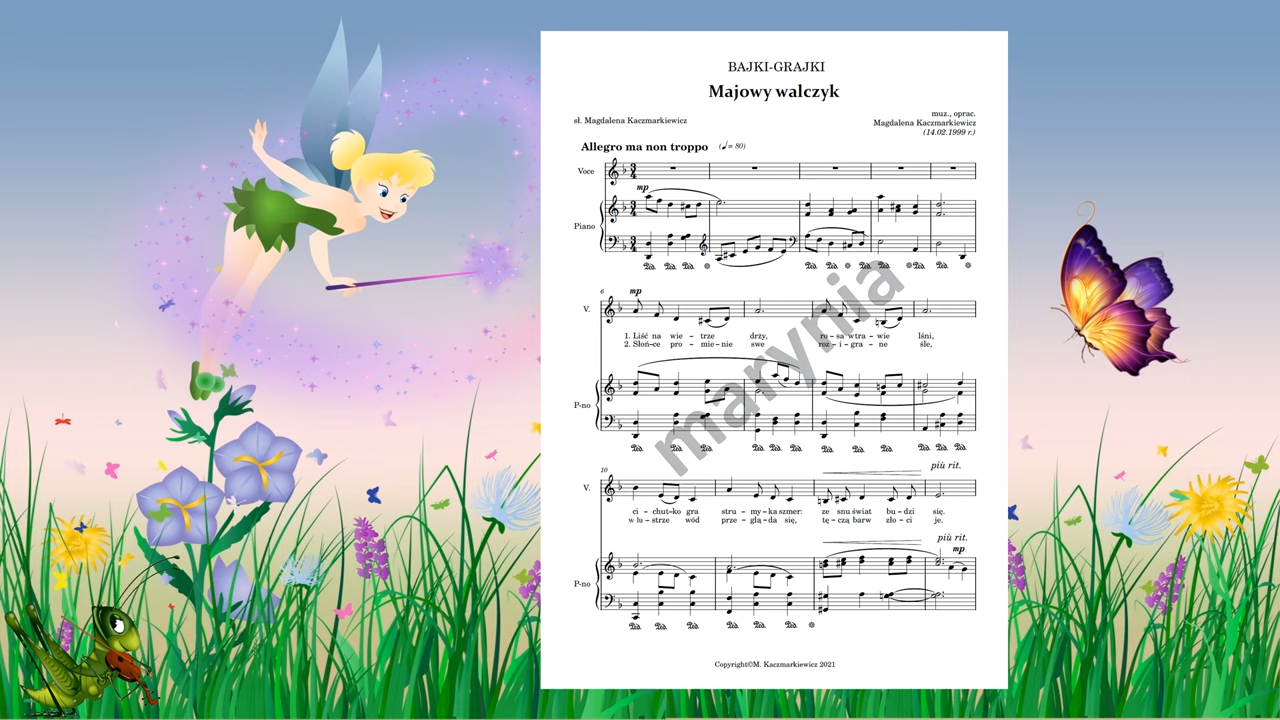 BAJKI-GRAJKI
Majowy walczyk
sł. Magdalena Kaczmarkiewicz
muz., oprac.
Magdalena Kaczmarkiewicz
(14.02.1999 r.)
Allegro ma non troppo (♩= 80)
Voce
mp
Piano
6
mp
V.
1. Liść na wie – trze drży, ro – sa w tra – wie lśni,
2. Słoń–ce pro – mie – nie swe roz – i – gra – ne śle,
P-no
marynia
10
più rit.
V.
ci – chut–ko gra stru – my – ka szmer: ze snu świat bu – dzi się.
w lu – strze wód prze – glą – da się, tę – czą barw zło – ci je.
più rit.
mp
P-no
Copyright©M. Kaczmarkiewicz 2021